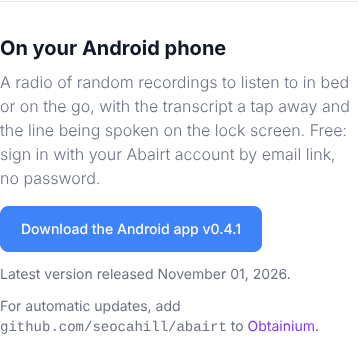 On your Android phone
A radio of random recordings to listen to in bed
or on the go, with the transcript a tap away and
the line being spoken on the lock screen. Free:
sign in with your Abairt account by email link,
no password.
Download the Android app v0.4.1
Latest version released November 01, 2026.
For automatic updates, add
github.com/seocahill/abairt to Obtainium.